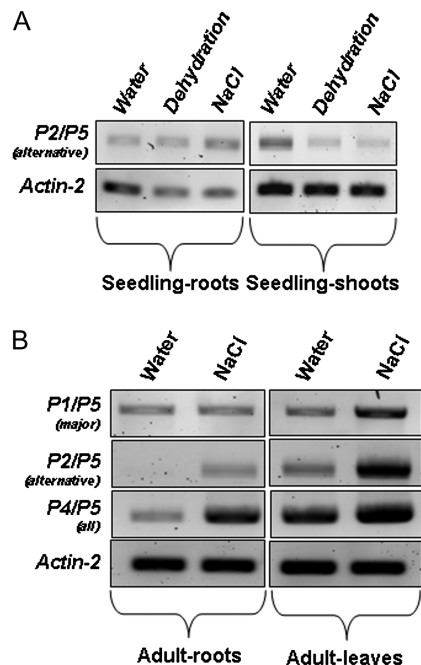 A
Water Dehydration NaCl Water Dehydration NaCl
P2/P5
(alternative)
Actin-2
Seedling-roots Seedling-shoots
B
Water NaCl Water NaCl
P1/P5
(major)
P2/P5
(alternative)
P4/P5
(all)
Actin-2
Adult-roots Adult-leaves